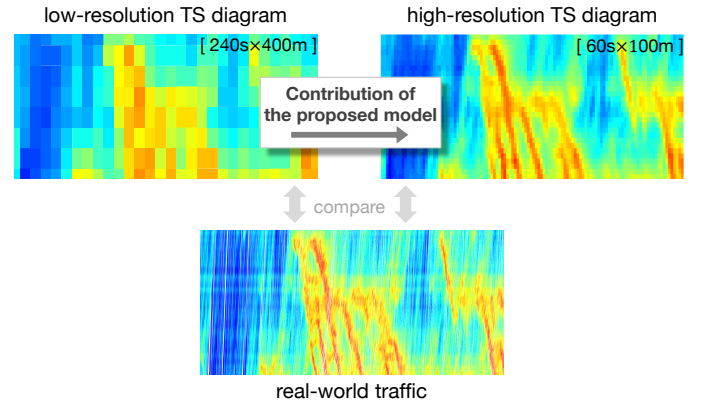 low-resolution TS diagram
high-resolution TS diagram
[ 240s×400m ]
[ 60s×100m ]
Contribution of
the proposed model
compare
real-world traffic